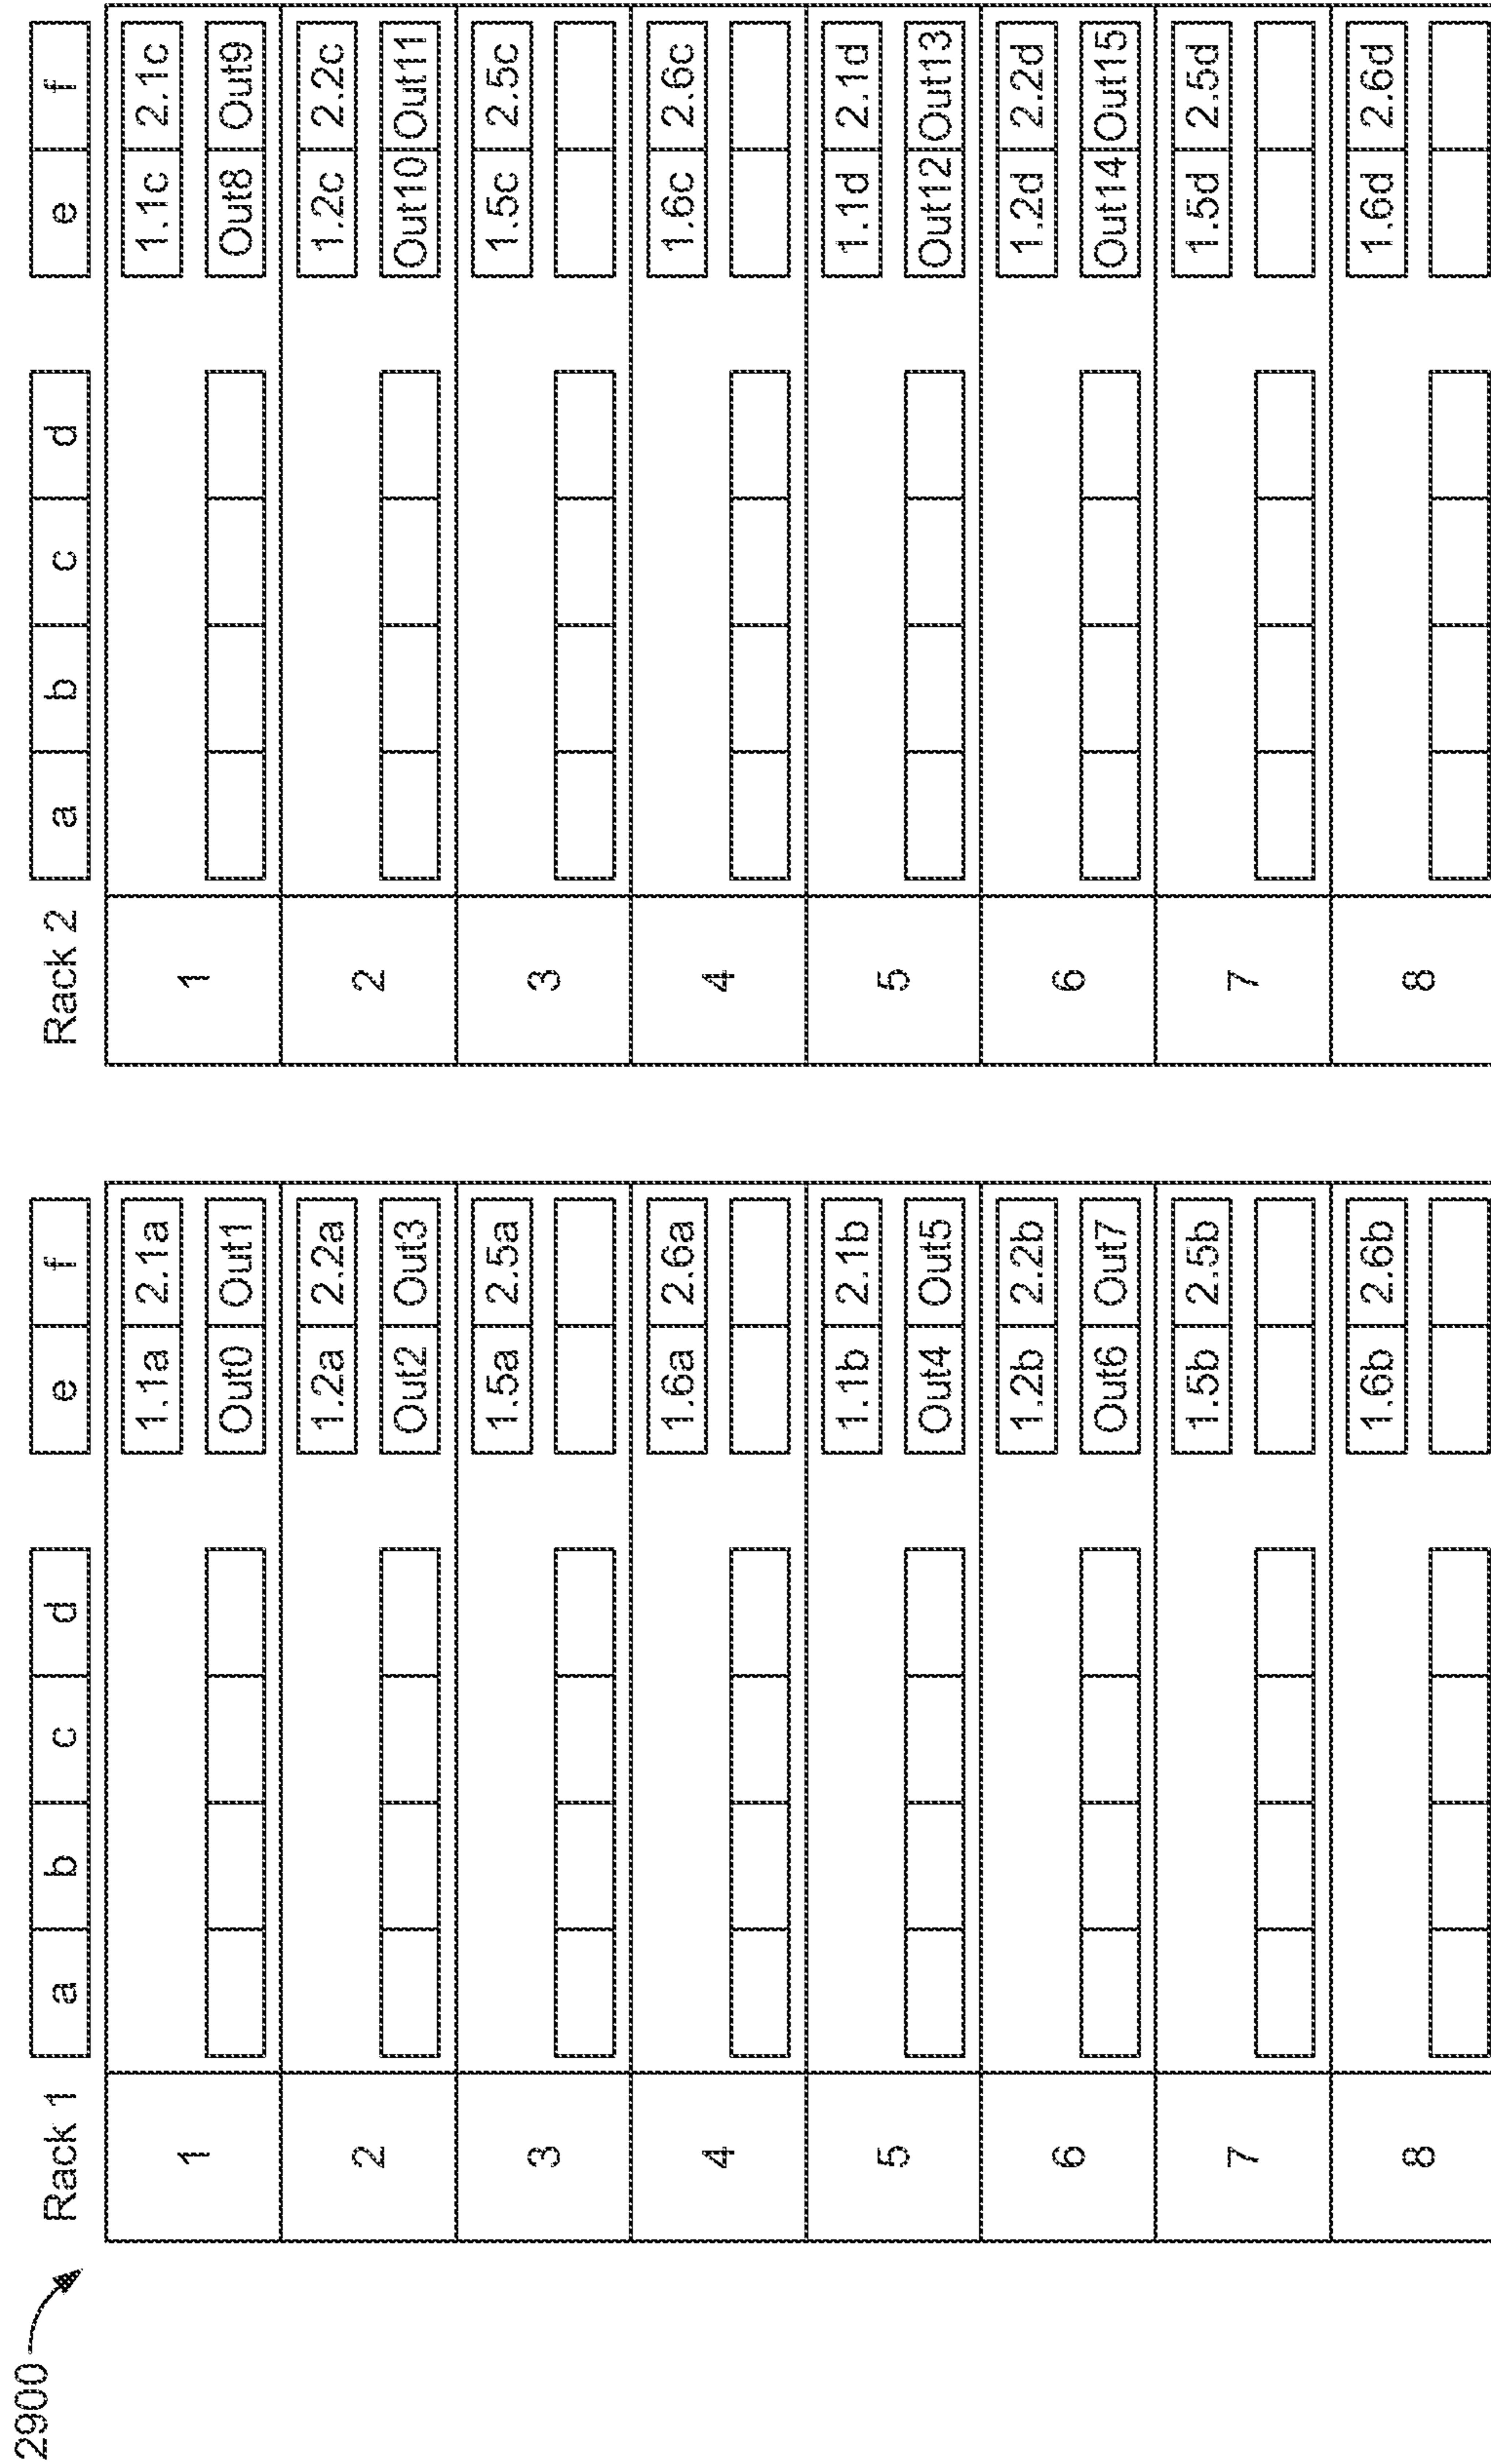 2900
Rack 1 a b c d e f Rack 2 a b c d e f
1 1.1a 2.1a 1 1.1c 2.1c
Out0 Out1 Out8 Out9
2 1.2a 2.2a 2 1.2c 2.2c
Out2 Out3 Out10 Out11
3 1.5a 2.5a 3 1.5c 2.5c
4 1.6a 2.6a 4 1.6c 2.6c
5 1.1b 2.1b 5 1.1d 2.1d
Out4 Out5 Out12 Out13
6 1.2b 2.2b 6 1.2d 2.2d
Out6 Out7 Out14 Out15
7 1.5b 2.5b 7 1.5d 2.5d
8 1.6b 2.6b 8 1.6d 2.6d